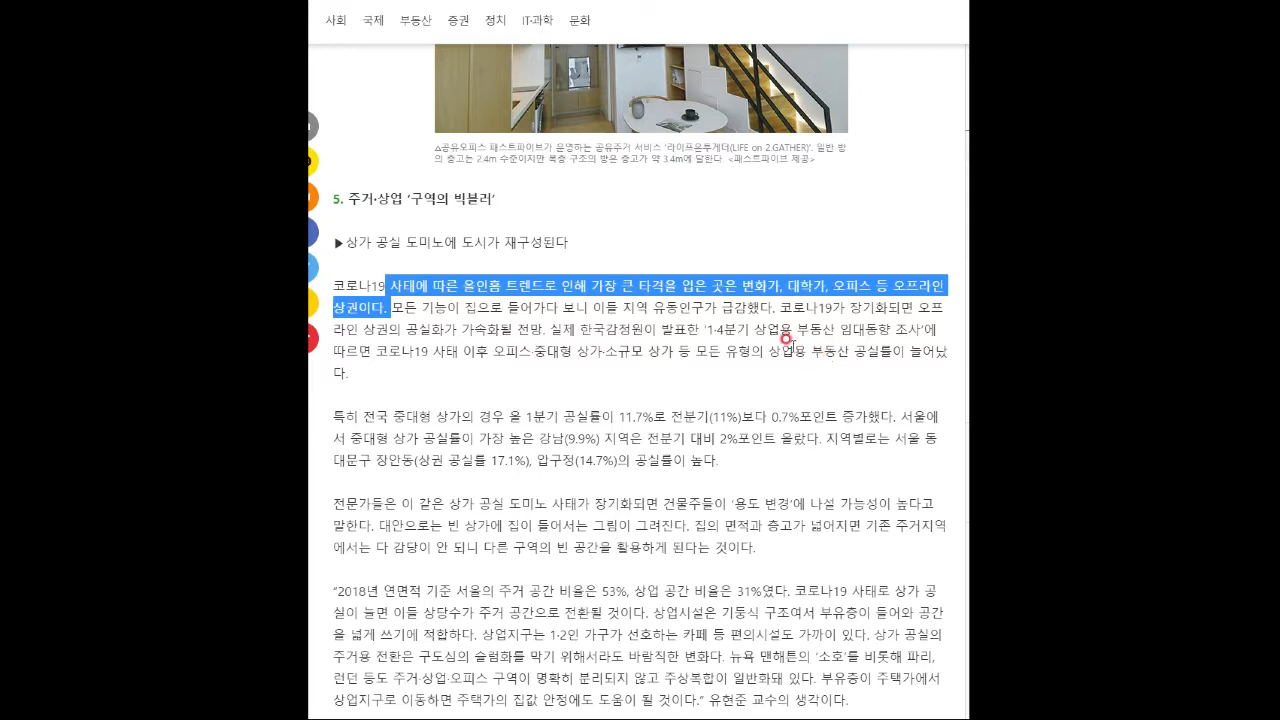 사회 국제 부동산 증권 정치 IT·과학 문화
△공유오피스 패스트파이브가 운영하는 공유주거 서비스 '라이프온투게더(LIFE on 2.GATHER)'. 일반 방
의 층고는 2.4m 수준이지만 복층 구조의 방은 층고가 약 3.4m에 달한다. <패스트파이브 제공>
5. 주거·상업 ‘구역의 빅블러’
▶상가 공실 도미노에 도시가 재구성된다
코로나19 사태에 따른 올인홈 트렌드로 인해 가장 큰 타격을 입은 곳은 번화가, 대학가, 오피스 등 오프라인
상권이다. 모든 기능이 집으로 들어가다 보니 이들 지역 유동인구가 급감했다. 코로나19가 장기화되면 오프
라인 상권의 공실화가 가속화될 전망. 실제 한국감정원이 발표한 ‘1·4분기 상업용 부동산 임대동향 조사’에
따르면 코로나19 사태 이후 오피스·중대형 상가·소규모 상가 등 모든 유형의 상업용 부동산 공실률이 늘어났
다.
특히 전국 중대형 상가의 경우 올 1분기 공실률이 11.7%로 전분기(11%)보다 0.7%포인트 증가했다. 서울에
서 중대형 상가 공실률이 가장 높은 강남(9.9%) 지역은 전분기 대비 2%포인트 올랐다. 지역별로는 서울 동
대문구 장안동(상권 공실률 17.1%), 압구정(14.7%)의 공실률이 높다.
전문가들은 이 같은 상가 공실 도미노 사태가 장기화되면 건물주들이 ‘용도 변경’에 나설 가능성이 높다고
말한다. 대안으로는 빈 상가에 집이 들어서는 그림이 그려진다. 집의 면적과 층고가 넓어지면 기존 주거지역
에서는 다 감당이 안 되니 다른 구역의 빈 공간을 활용하게 된다는 것이다.
“2018년 연면적 기준 서울의 주거 공간 비율은 53%, 상업 공간 비율은 31%였다. 코로나19 사태로 상가 공
실이 늘면 이들 상당수가 주거 공간으로 전환될 것이다. 상업시설은 기둥식 구조여서 부유층이 들어와 공간
을 넓게 쓰기에 적합하다. 상업지구는 1·2인 가구가 선호하는 카페 등 편의시설도 가까이 있다. 상가 공실의
주거용 전환은 구도심의 슬럼화를 막기 위해서라도 바람직한 변화다. 뉴욕 맨해튼의 ‘소호’를 비롯해 파리,
런던 등도 주거·상업·오피스 구역이 명확히 분리되지 않고 주상복합이 일반화돼 있다. 부유층이 주택가에서
상업지구로 이동하면 주택가의 집값 안정에도 도움이 될 것이다.” 유현준 교수의 생각이다.